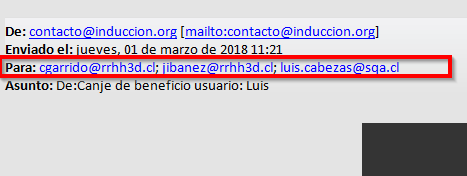 De: contacto@induccion.org [mailto:contacto@induccion.org]
Enviado el: jueves, 01 de marzo de 2018 11:21
Para: cgarrido@rrhh3d.cl; jibanez@rrhh3d.cl; luis.cabezas@sqa.cl
Asunto: De:Canje de beneficio usuario: Luis